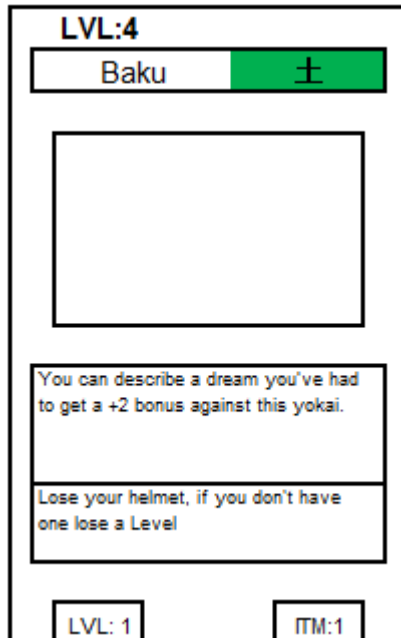 LVL:4
Baku 土
You can describe a dream you've had
to get a +2 bonus against this yokai.
Lose your helmet, if you don't have
one lose a Level
LVL: 1 ITM:1